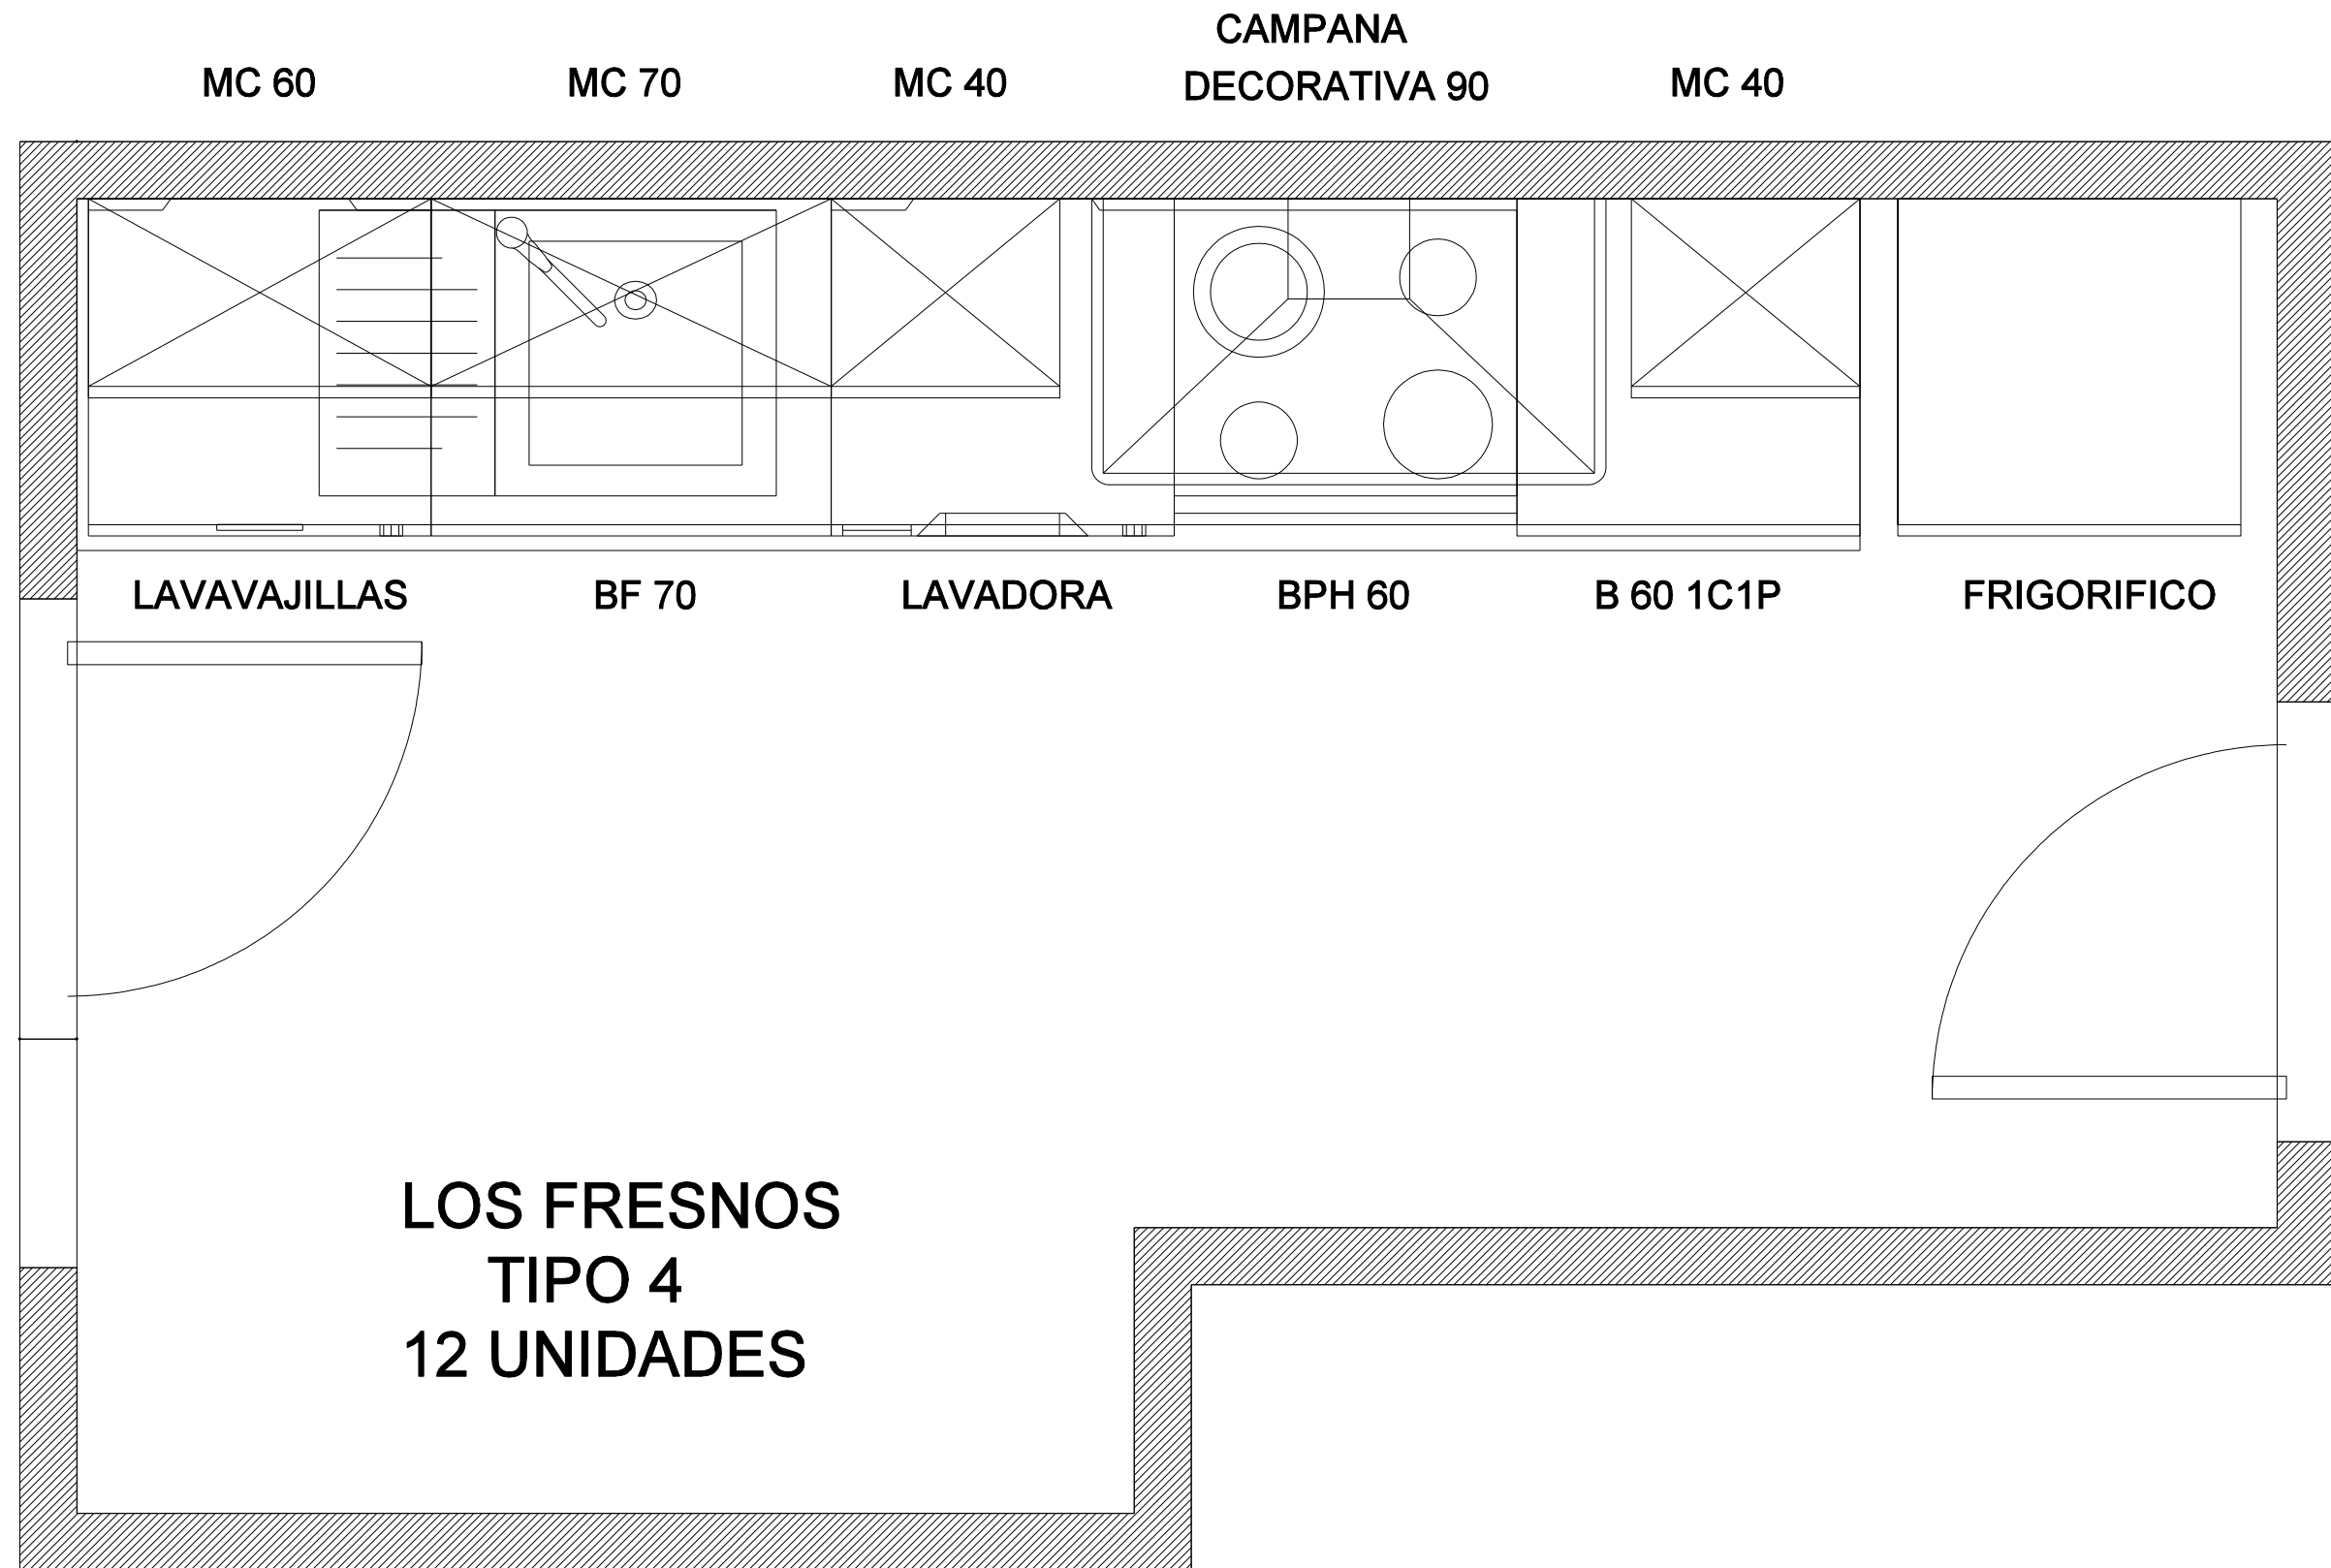 CAMPANA
MC 60 MC 70 MC 40 DECORATIVA 90 MC 40
LAVAVAJILLAS BF 70 LAVADORA BPH 60 B 60 1C1P FRIGORIFICO
LOS FRESNOS
TIPO 4
12 UNIDADES